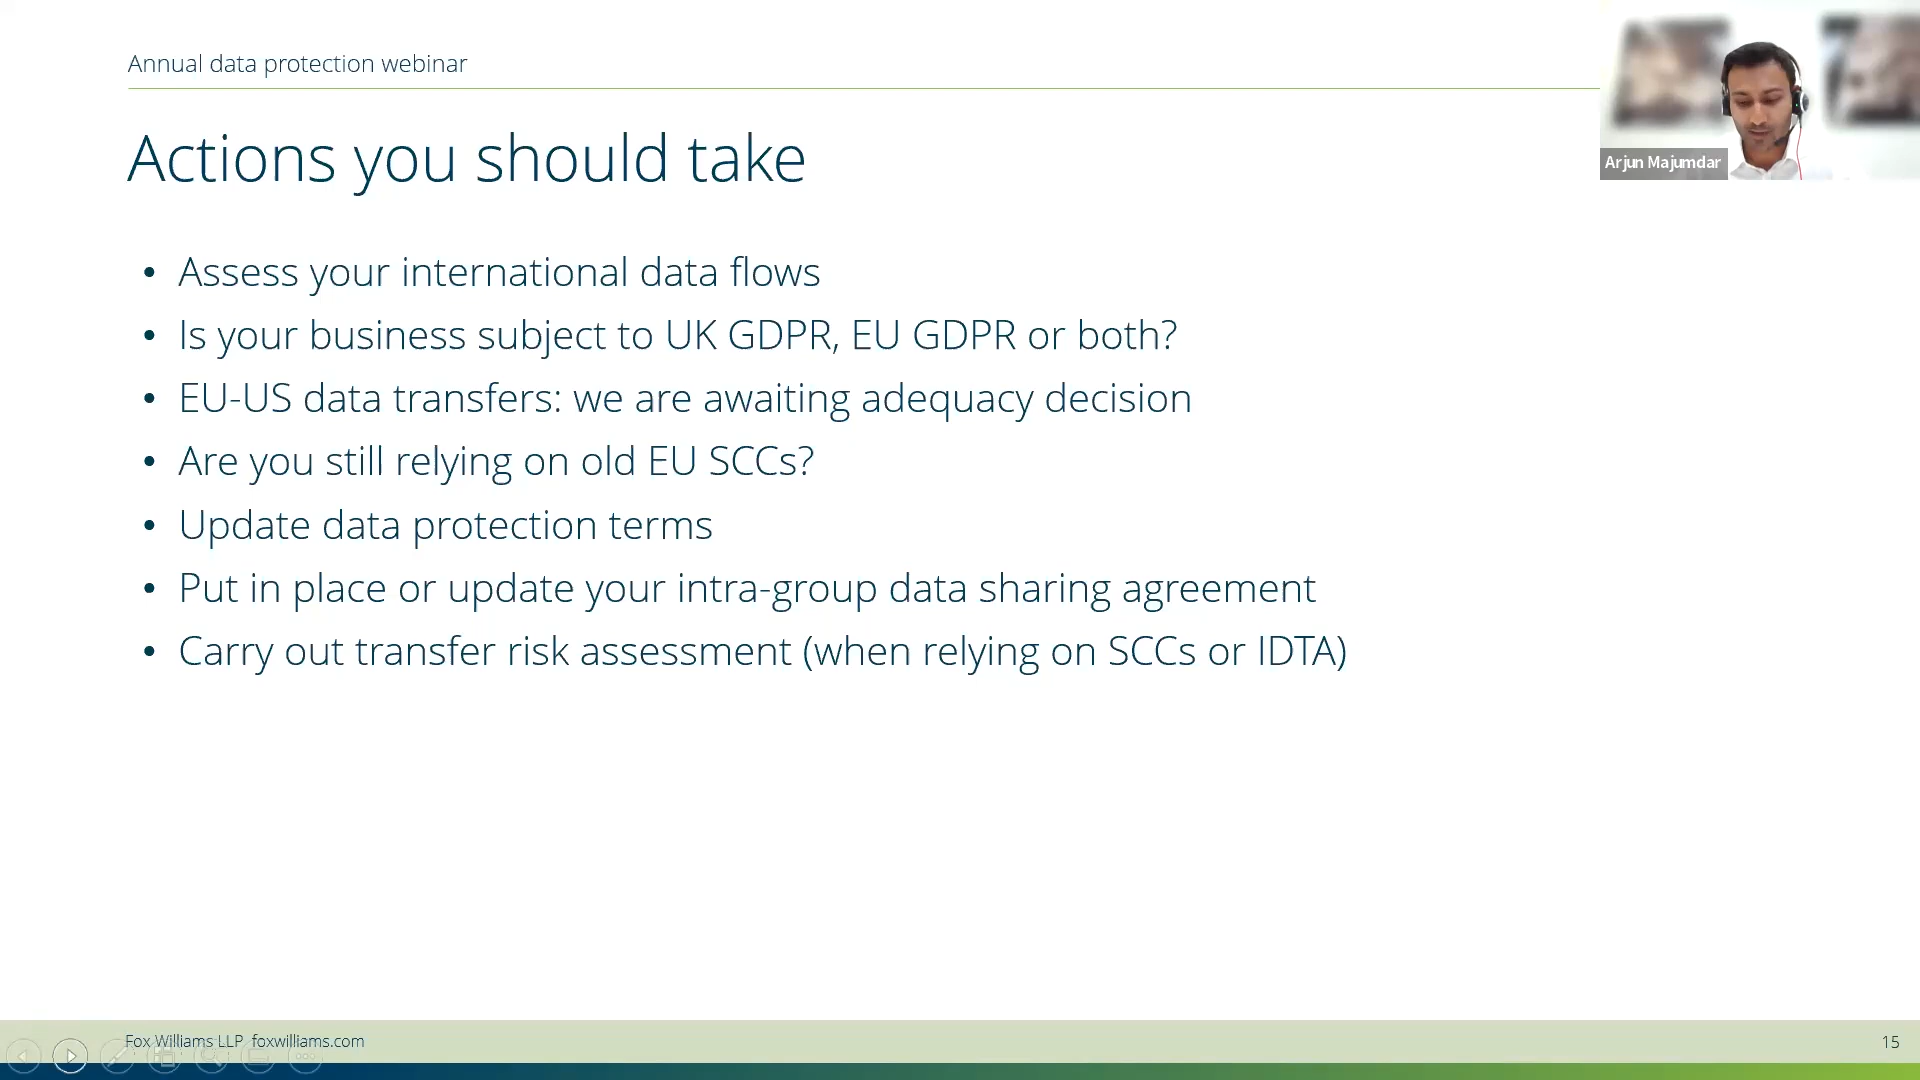 Annual data protection webinar
Arjun Majumdar
Actions you should take
• Assess your international data flows
• Is your business subject to UK GDPR, EU GDPR or both?
• EU-US data transfers: we are awaiting adequacy decision
• Are you still relying on old EU SCCs?
• Update data protection terms
• Put in place or update your intra-group data sharing agreement
• Carry out transfer risk assessment (when relying on SCCs or IDTA)
Fox Williams LLP foxwilliams.com
15